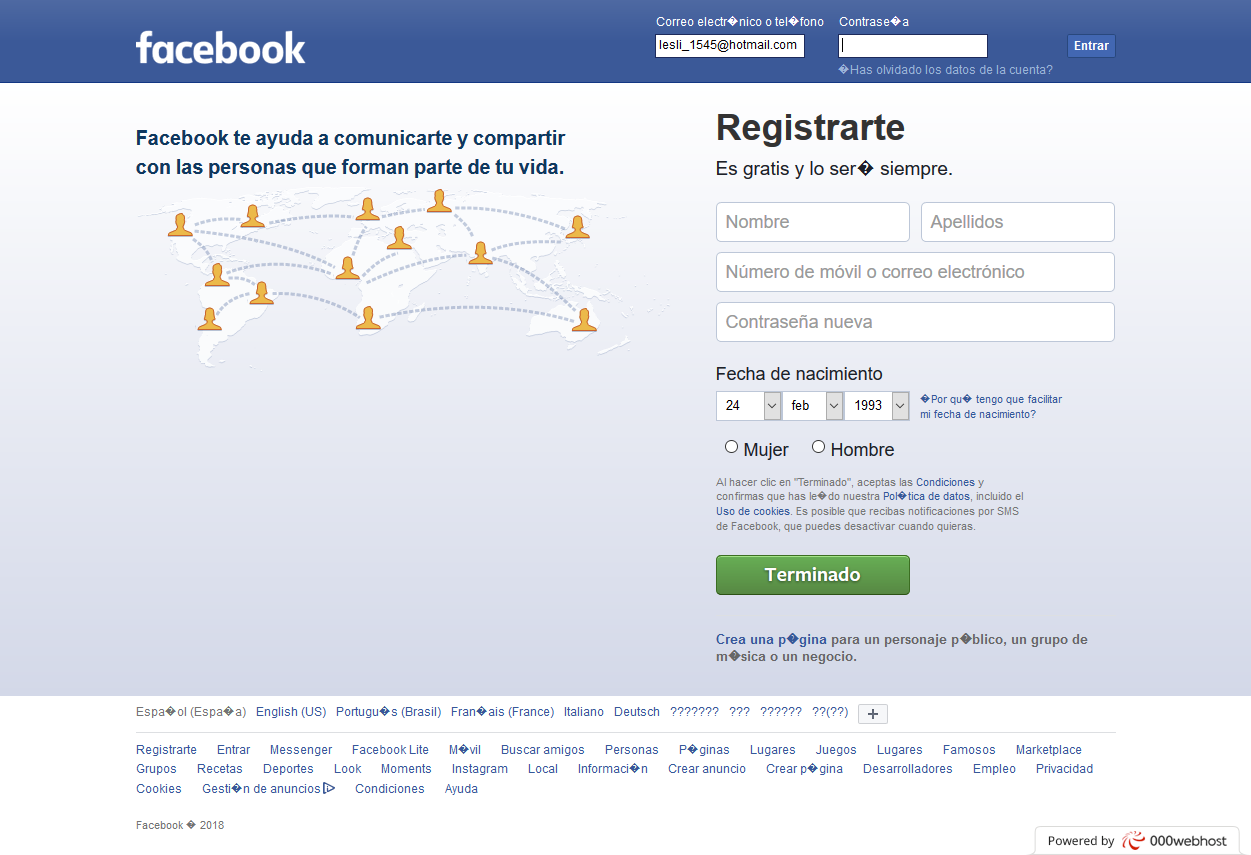 Correo electr�nico o tel�fono
Contrase�a
facebook
lesli_1545@hotmail.com
Entrar
�Has olvidado los datos de la cuenta?
Facebook te ayuda a comunicarte y compartir
con las personas que forman parte de tu vida.
Registrarte
Es gratis y lo ser� siempre.
Nombre
Apellidos
Número de móvil o correo electrónico
Contraseña nueva
Fecha de nacimiento
24 feb 1993
�Por qu� tengo que facilitar
mi fecha de nacimiento?
Mujer Hombre
Al hacer clic en "Terminado", aceptas las Condiciones y
confirmas que has le�do nuestra Pol�tica de datos, incluido el
Uso de cookies. Es posible que recibas notificaciones por SMS
de Facebook, que puedes desactivar cuando quieras.
Terminado
Crea una p�gina para un personaje p�blico, un grupo de
m�sica o un negocio.
Espa�ol (Espa�a) English (US) Portugu�s (Brasil) Fran�ais (France) Italiano Deutsch ??????? ??? ?????? ??(??) +
Registrarte Entrar Messenger Facebook Lite M�vil Buscar amigos Personas P�ginas Lugares Juegos Lugares Famosos Marketplace
Grupos Recetas Deportes Look Moments Instagram Local Informaci�n Crear anuncio Crear p�gina Desarrolladores Empleo Privacidad
Cookies Gesti�n de anuncios Condiciones Ayuda
Facebook � 2018
Powered by 000webhost